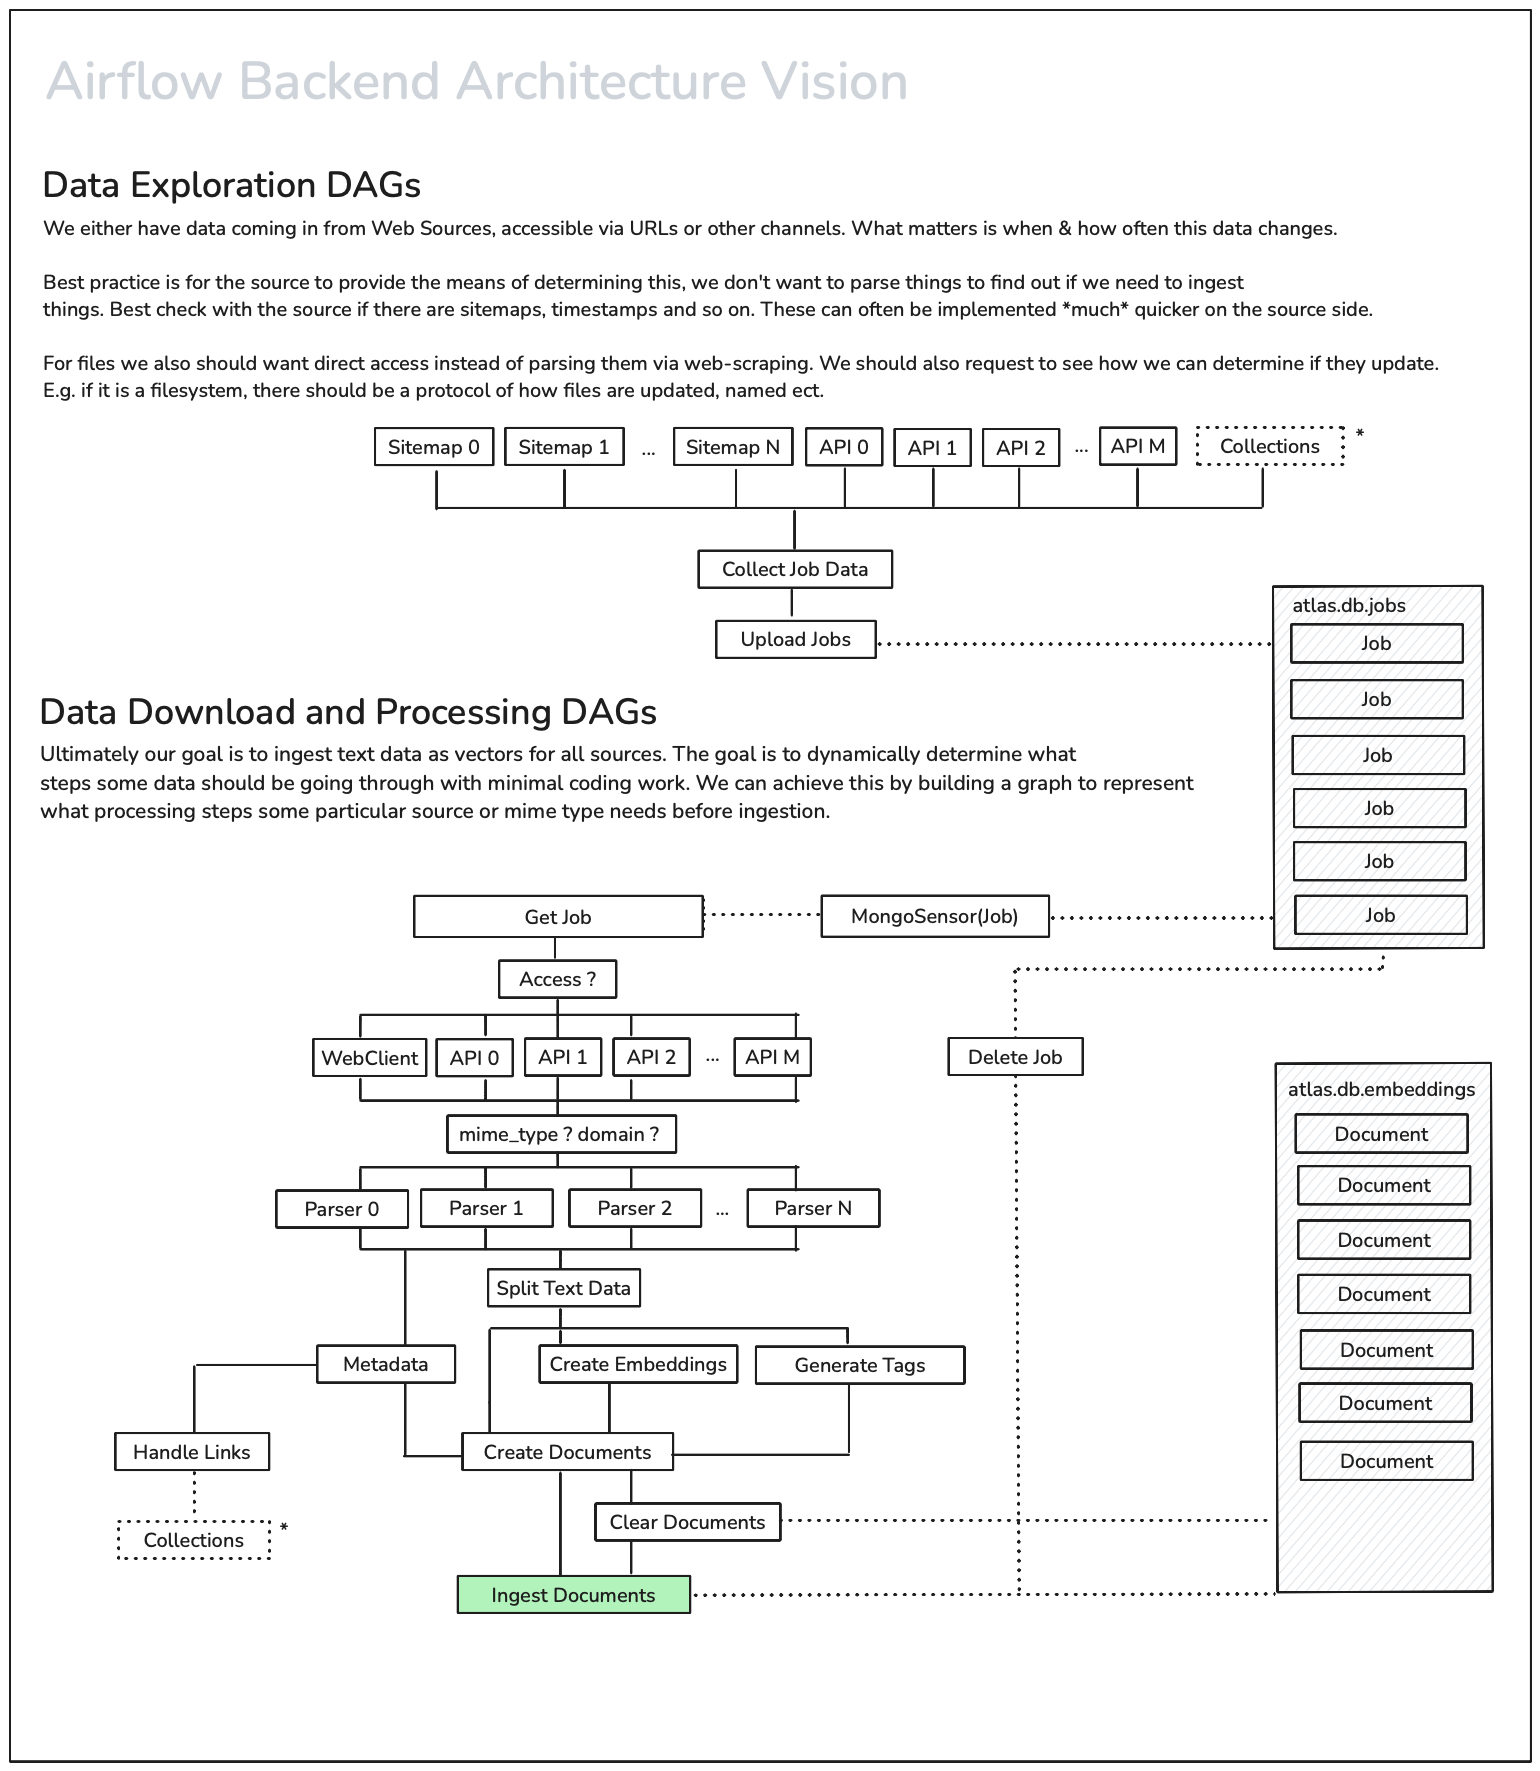 Airflow Backend Architecture Vision
Data Exploration DAGs
We either have data coming in from Web Sources, accessible via URLs or other channels. What matters is when & how often this data changes.
Best practice is for the source to provide the means of determining this, we don't want to parse things to find out if we need to ingest
things. Best check with the source if there are sitemaps, timestamps and so on. These can often be implemented *much* quicker on the source side.
For files we also should want direct access instead of parsing them via web-scraping. We should also request to see how we can determine if they update.
E.g. if it is a filesystem, there should be a protocol of how files are updated, named ect.
Sitemap 0
Sitemap 1
...
Sitemap N
API 0
API 1
API 2
...
API M
Collections
*
Collect Job Data
Upload Jobs
atlas.db.jobs
Job
Job
Job
Job
Job
Job
Data Download and Processing DAGs
Ultimately our goal is to ingest text data as vectors for all sources. The goal is to dynamically determine what
steps some data should be going through with minimal coding work. We can achieve this by building a graph to represent
what processing steps some particular source or mime type needs before ingestion.
Get Job
MongoSensor(Job)
Access ?
WebClient
API 0
API 1
API 2
...
API M
Delete Job
mime_type ? domain ?
Parser 0
Parser 1
Parser 2
...
Parser N
Split Text Data
Metadata
Create Embeddings
Generate Tags
Handle Links
Create Documents
Collections
*
Clear Documents
Ingest Documents
atlas.db.embeddings
Document
Document
Document
Document
Document
Document
Document